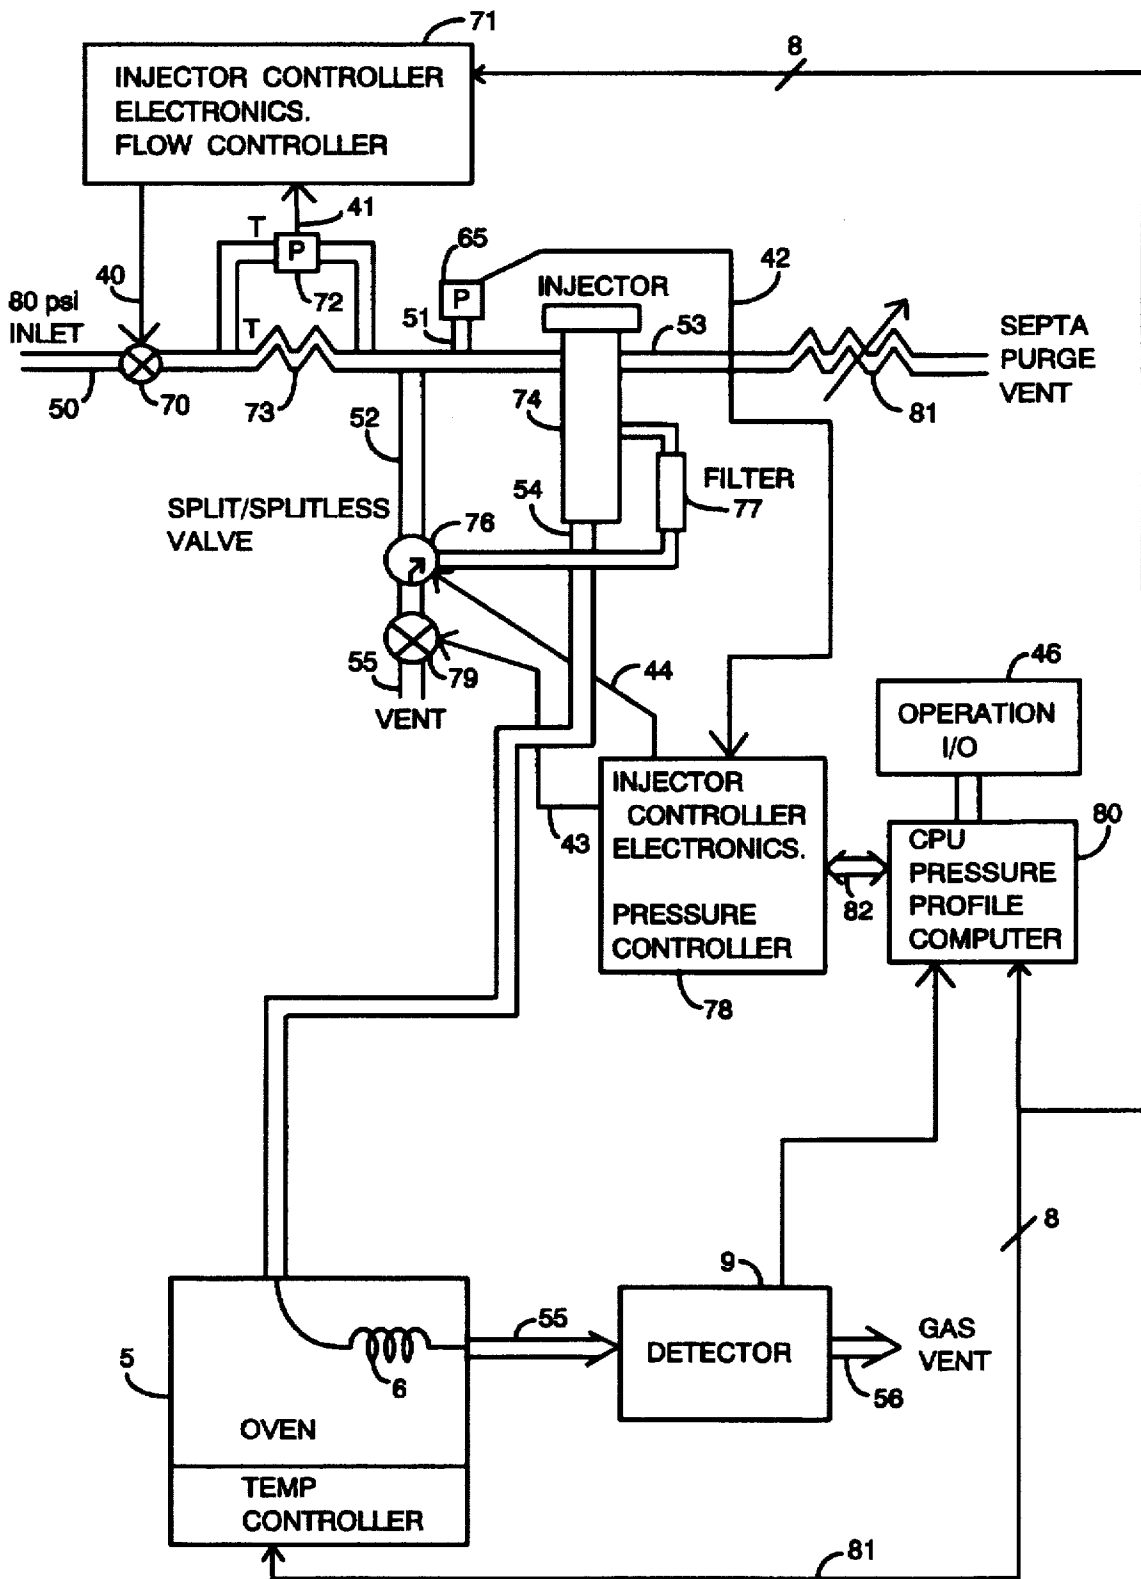 71
8
INJECTOR CONTROLLER
ELECTRONICS.
FLOW CONTROLLER
41
T
P
65
P
42
40
72
INJECTOR
80 psi
INLET
T
51
53
SEPTA
PURGE
VENT
50
70
73
74
81
52
FILTER
77
54
SPLIT/SPLITLESS
VALVE
76
55
79
44
VENT
46
OPERATION
I/O
INJECTOR
CONTROLLER
ELECTRONICS.
PRESSURE
CONTROLLER
43
80
CPU
PRESSURE
PROFILE
COMPUTER
82
78
8
9
55
GAS
VENT
DETECTOR
5
6
56
OVEN
TEMP
CONTROLLER
81